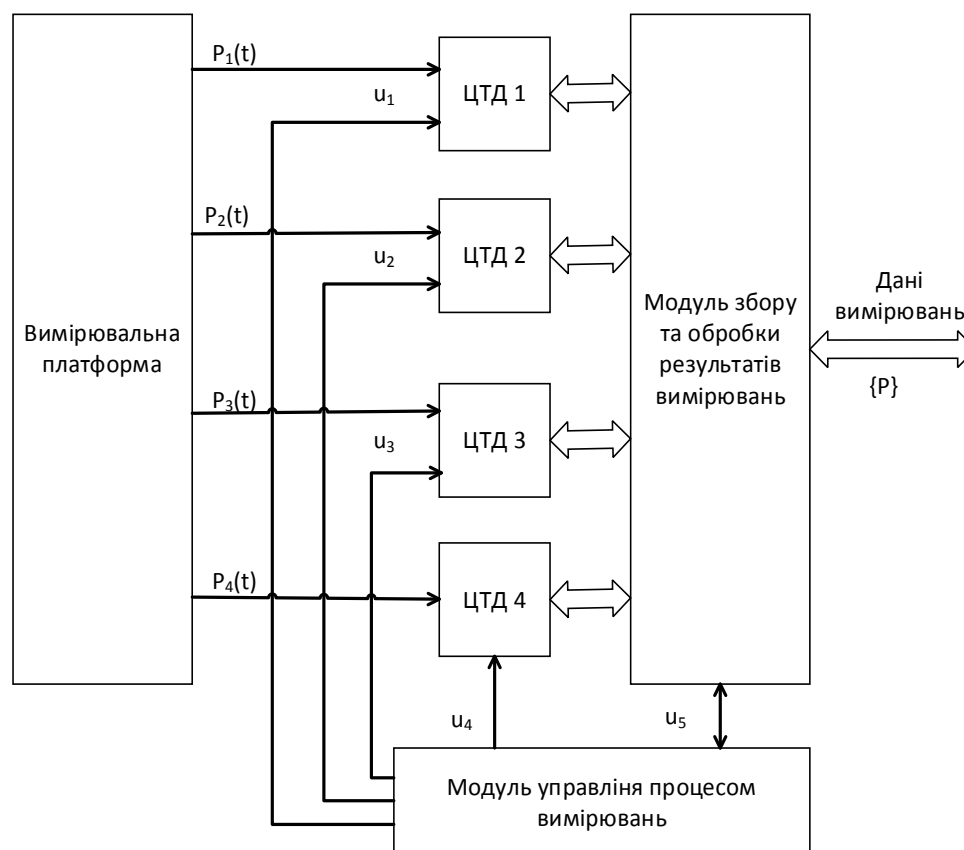 P₁(t)
u₁
ЦТД 1
P₂(t)
u₂
ЦТД 2
Вимірювальна
платформа
Модуль збору
та обробки
результатів
вимірювань
Дані
вимірювань
{P}
P₃(t)
u₃
ЦТД 3
P₄(t)
ЦТД 4
u₄
u₅
Модуль управліня процесом
вимірювань